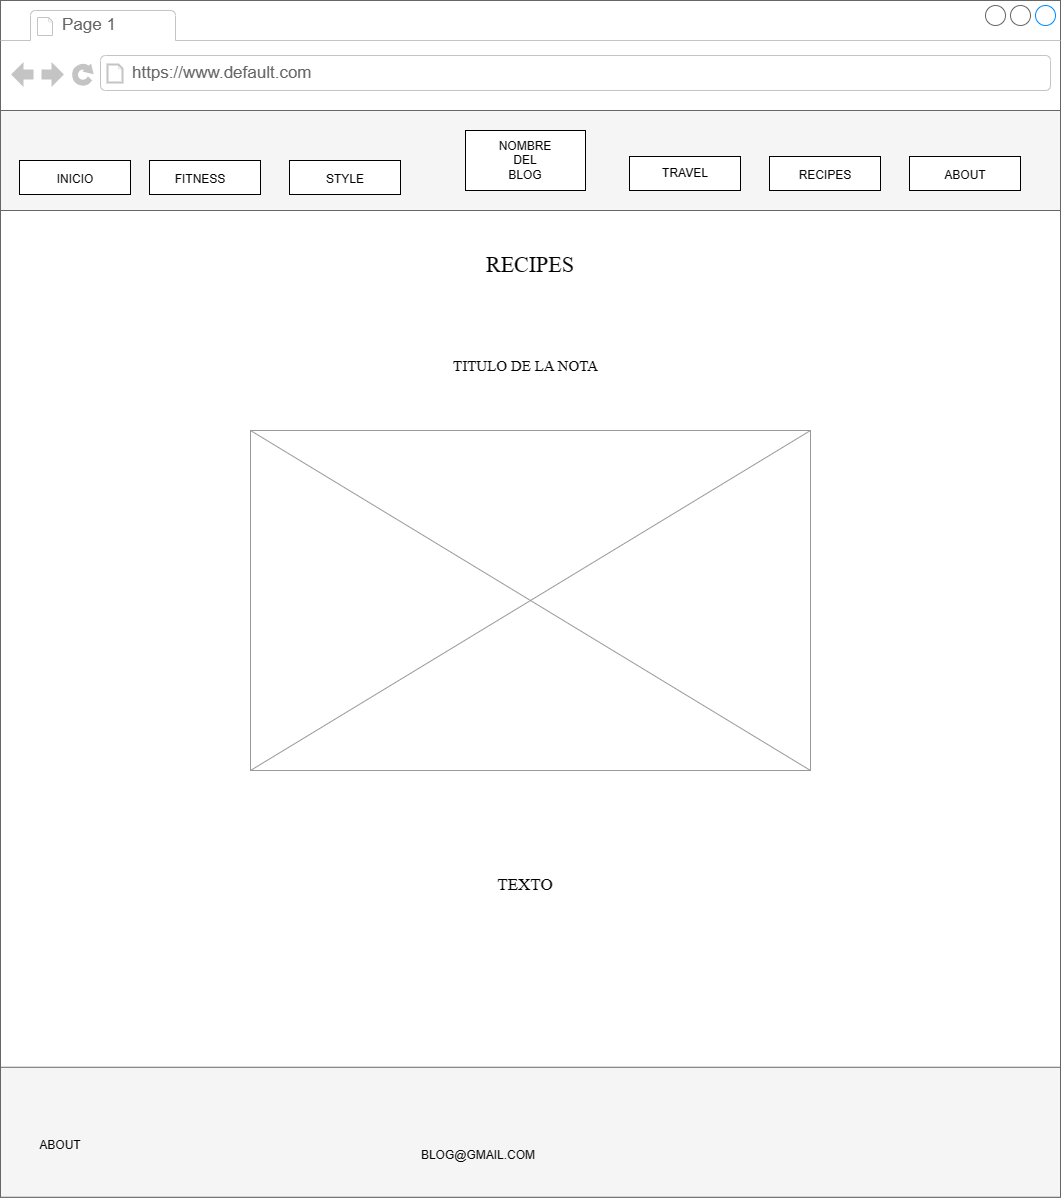 Page 1
https://www.default.com
INICIO
FITNESS
STYLE
NOMBRE
DEL
BLOG
TRAVEL
RECIPES
ABOUT
RECIPES
TITULO DE LA NOTA
TEXTO
ABOUT
BLOG@GMAIL.COM